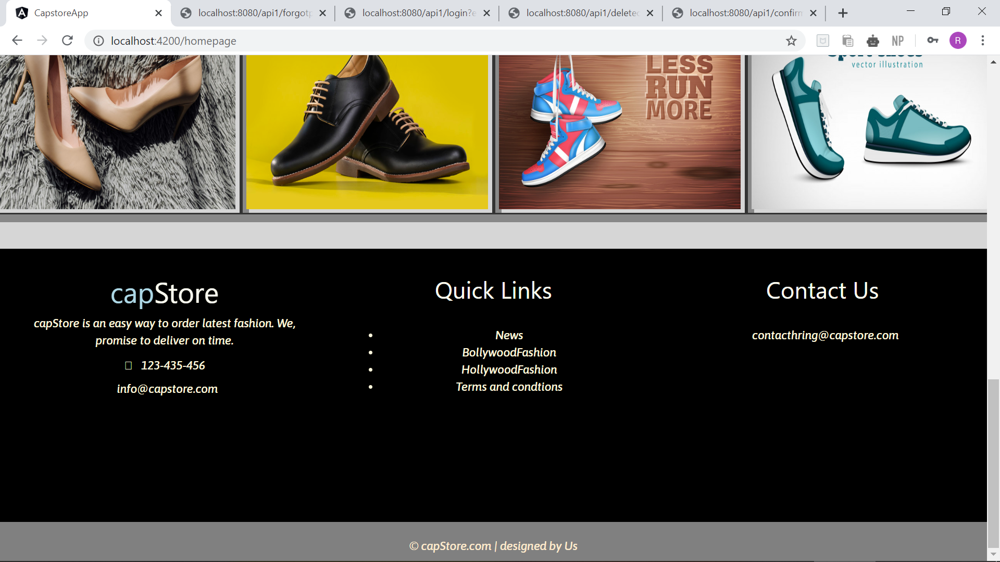 CapstoreApp
localhost:8080/api1/forgotp
localhost:8080/api1/login?e
localhost:8080/api1/deleted
localhost:8080/api1/confirm
localhost:4200/homepage
NP
R
LESS
RUN
MORE
vector illustration
capStore
capStore is an easy way to order latest fashion. We,
promise to deliver on time.
123-435-456
info@capstore.com
Quick Links
• News
• BollywoodFashion
• HollywoodFashion
• Terms and condtions
Contact Us
contacthring@capstore.com
© capStore.com | designed by Us